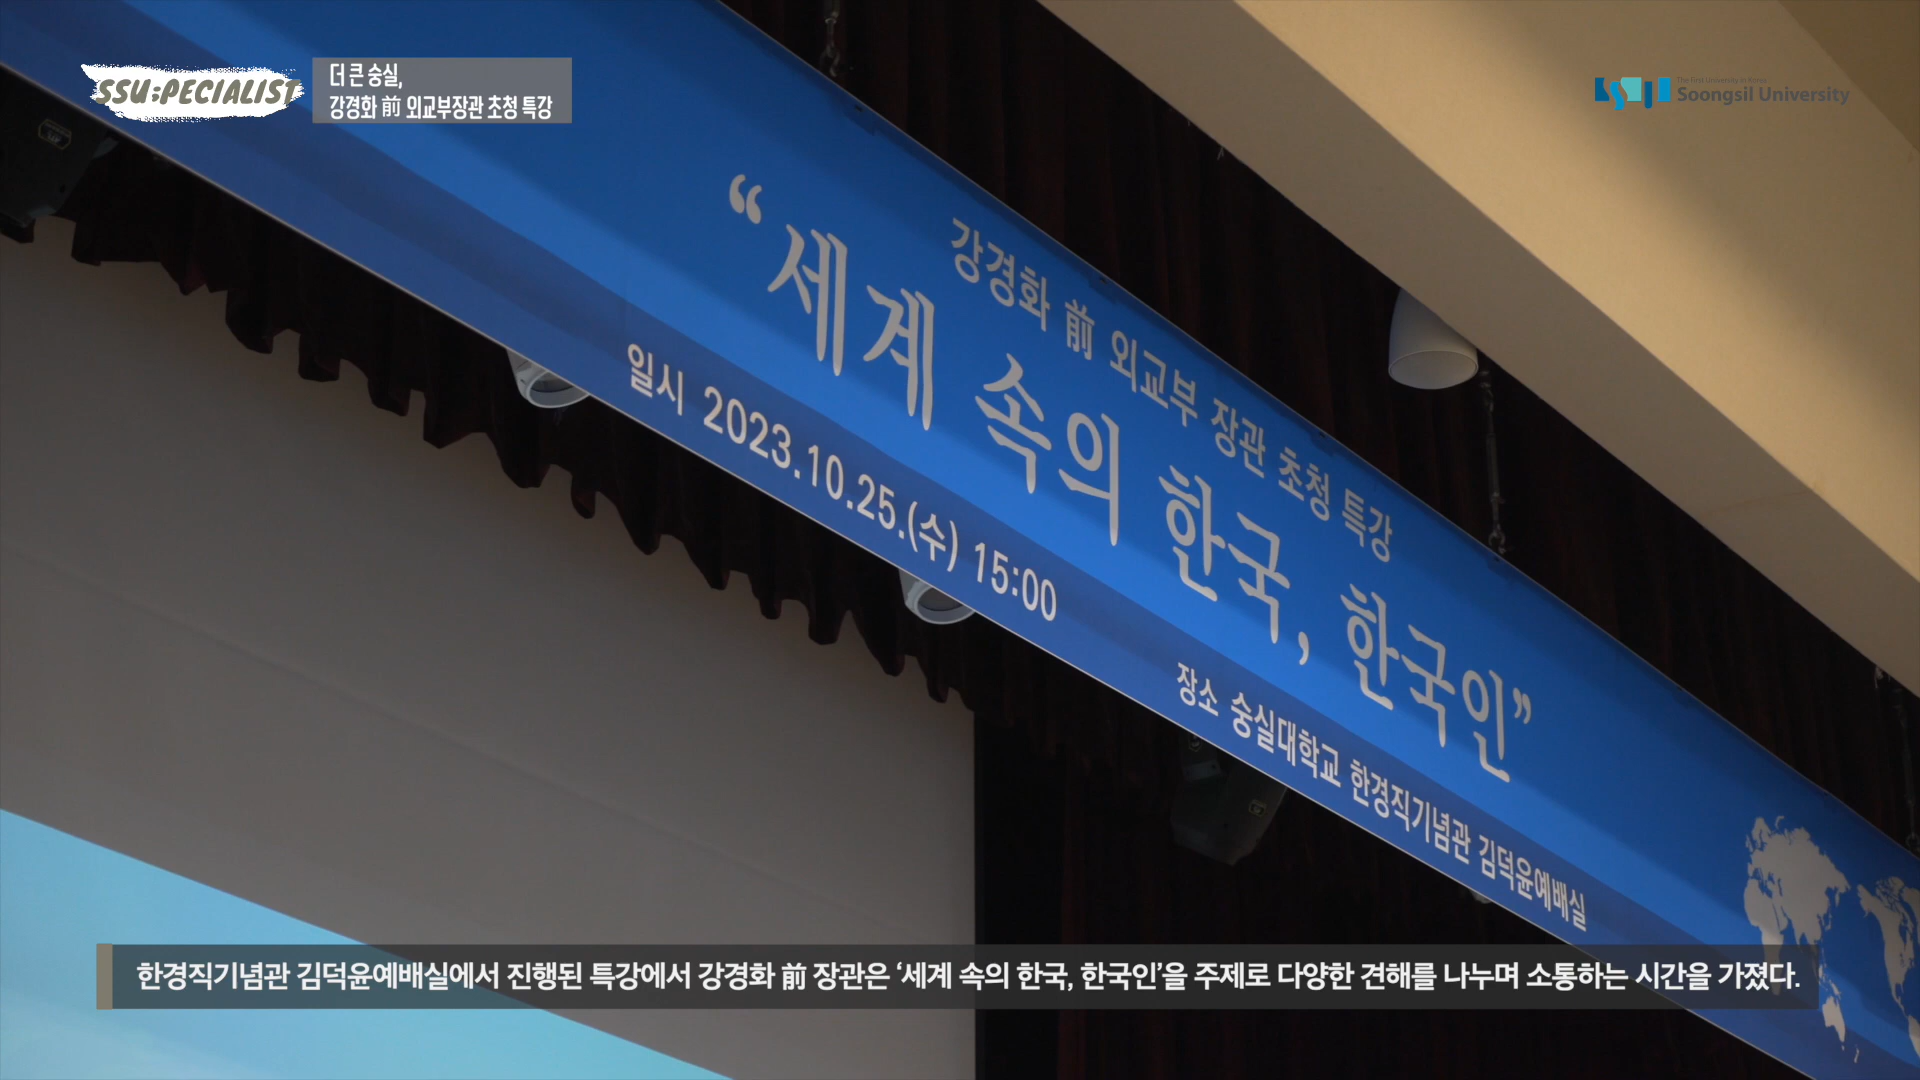 SSU;PECIALIST
더 큰 숭실,
강경화 前 외교부장관 초청 특강
The First University in Korea
Soongsil University
강경화 前 외교부 장관 초청 특강
“세계 속의 한국, 한국인”
일시 2023.10.25.(수) 15:00
장소 숭실대학교 한경직기념관 김덕윤예배실
한경직기념관 김덕윤예배실에서 진행된 특강에서 강경화 前 장관은 ‘세계 속의 한국, 한국인’을 주제로 다양한 견해를 나누며 소통하는 시간을 가졌다.